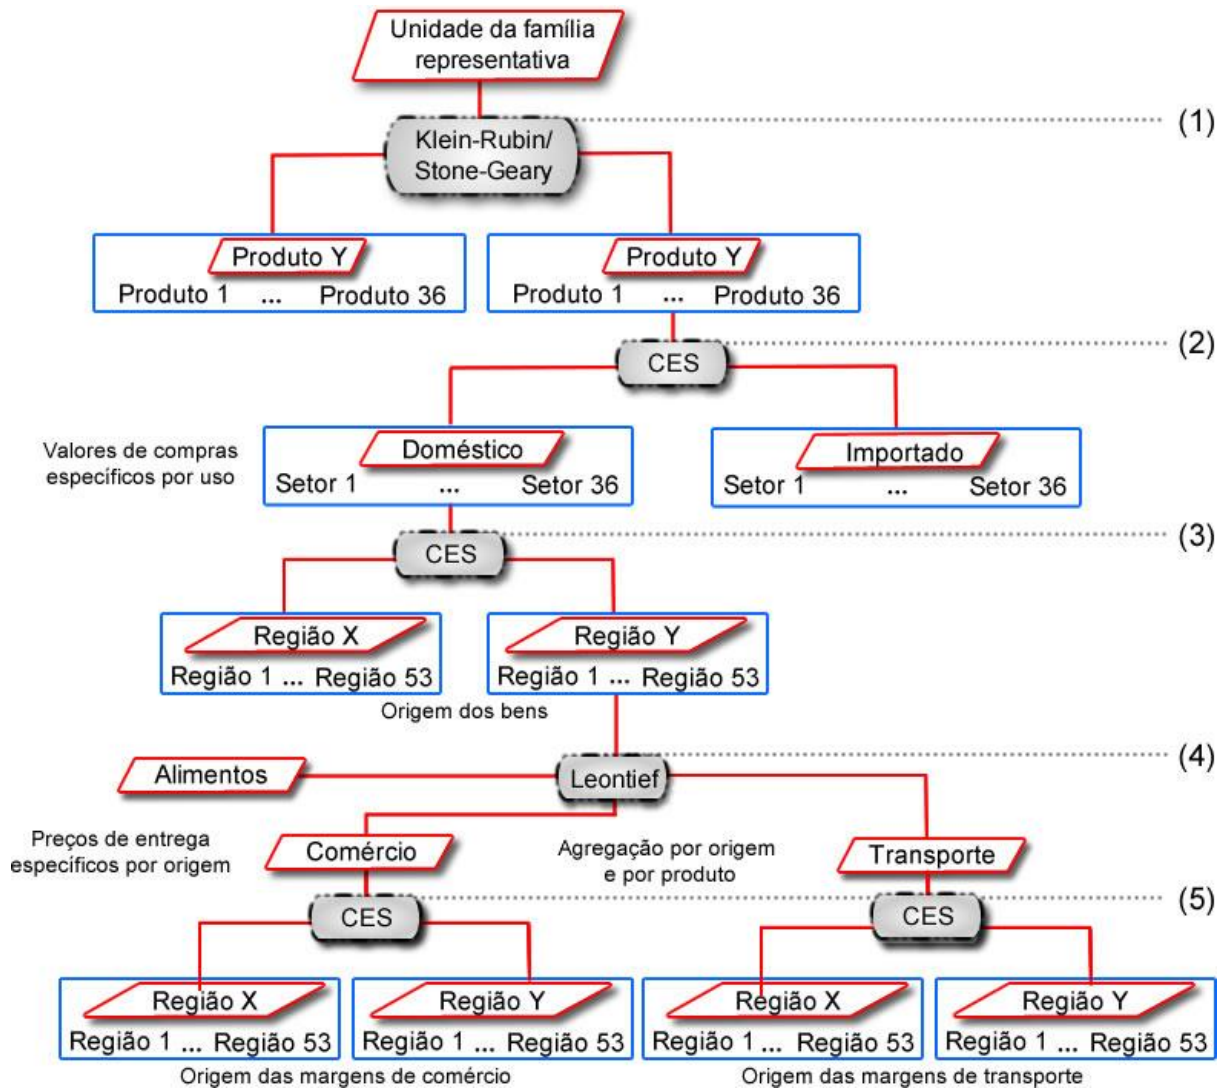 Unidade da família
representativa
(1)
Klein-Rubin/
Stone-Geary
Produto Y
Produto 1 ... Produto 36
Produto Y
Produto 1 ... Produto 36
(2)
CES
Valores de compras
específicos por uso
Doméstico
Setor 1 ... Setor 36
Importado
Setor 1 ... Setor 36
(3)
CES
Região X
Região 1 ... Região 53
Região Y
Região 1 ... Região 53
Origem dos bens
(4)
Alimentos
Leontief
Preços de entrega
específicos por origem
Comércio
Agregação por origem
e por produto
Transporte
(5)
CES
CES
Região X
Região 1 ... Região 53
Região Y
Região 1 ... Região 53
Região X
Região 1 ... Região 53
Região Y
Região 1 ... Região 53
Origem das margens de comércio
Origem das margens de transporte